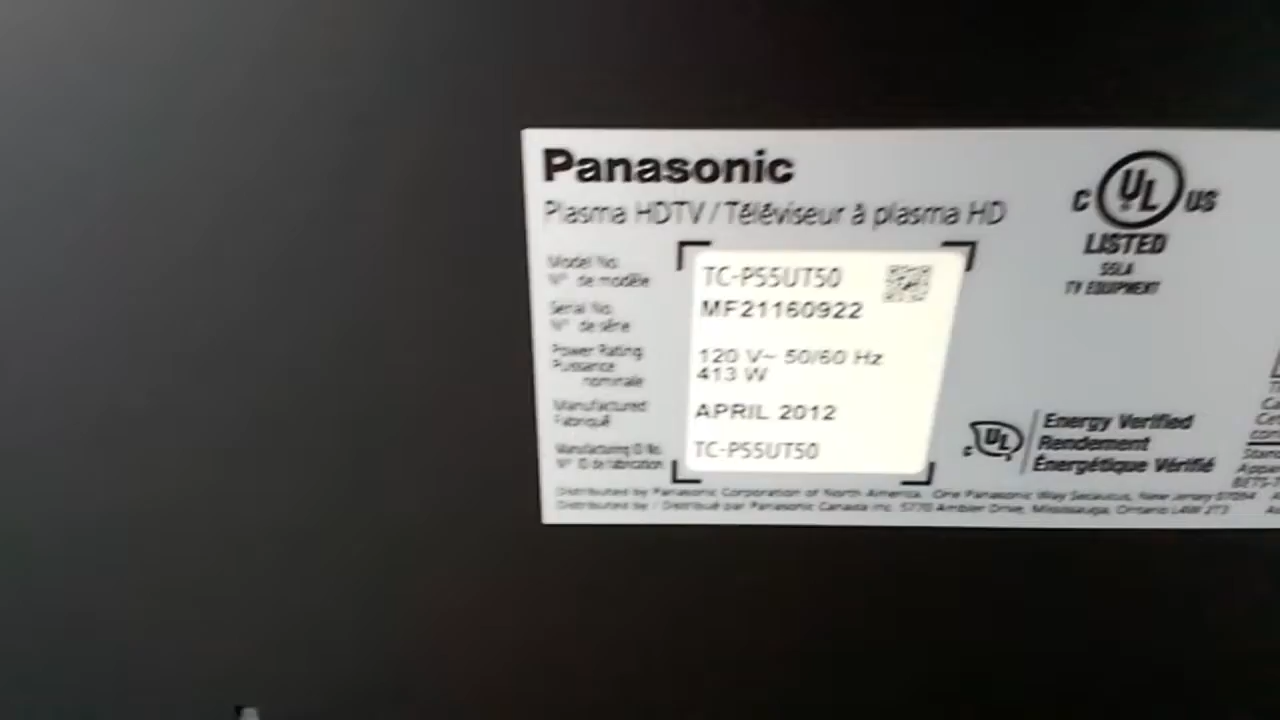 Panasonic
Plasma HDTV / Téléviseur à plasma HD
Model No.
N° de modèle
TC-P55UT50
Serial No.
N° de série
MF21160922
Power Rating
Puissance
nominale
120 V~ 50/60 Hz
413 W
Manufactured
Fabriqué
APRIL 2012
Manufacturing ID No.
N° ID de fabrication
TC-P55UT50
Distributed by Panasonic Corporation of North America, One Panasonic Way Secaucus, New Jersey 07094
Distributed by / Distribué par Panasonic Canada Inc. 5770 Ambler Drive, Mississauga, Ontario L4W 2T3
C UL US
LISTED
TV EQUIPMENT
C UL
Energy Verified
Rendement
Énergétique Vérifié